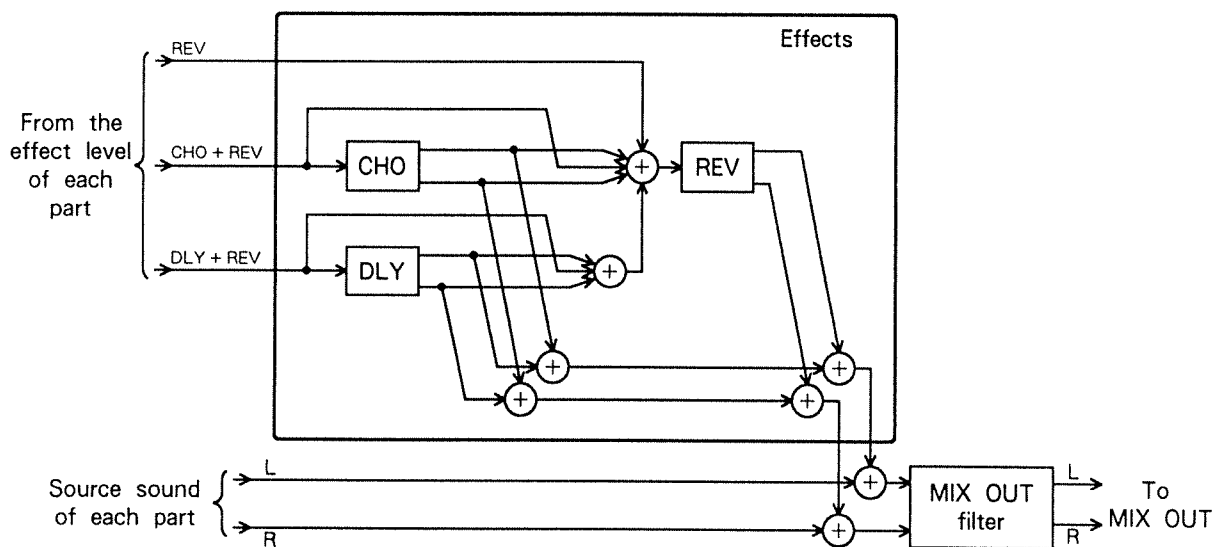 Effects
REV
From the
effect level
of each
part
CHO + REV
CHO
+
REV
DLY + REV
DLY
+
+
+
+
+
Source sound
of each part
L
R
+
+
MIX OUT
filter
L
R
To
MIX OUT